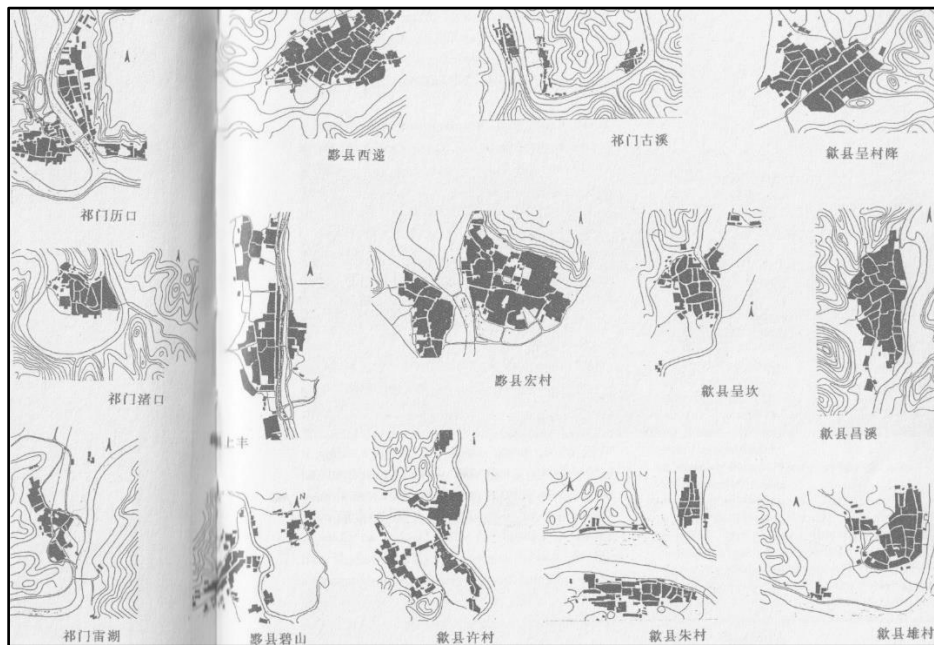 黟县西递
祁门古溪
歙县呈村降
祁门历口
黟县宏村
歙县呈坎
祁门渚口
上丰
歙县昌溪
祁门雷湖
黟县碧山
歙县许村
歙县朱村
歙县雄村